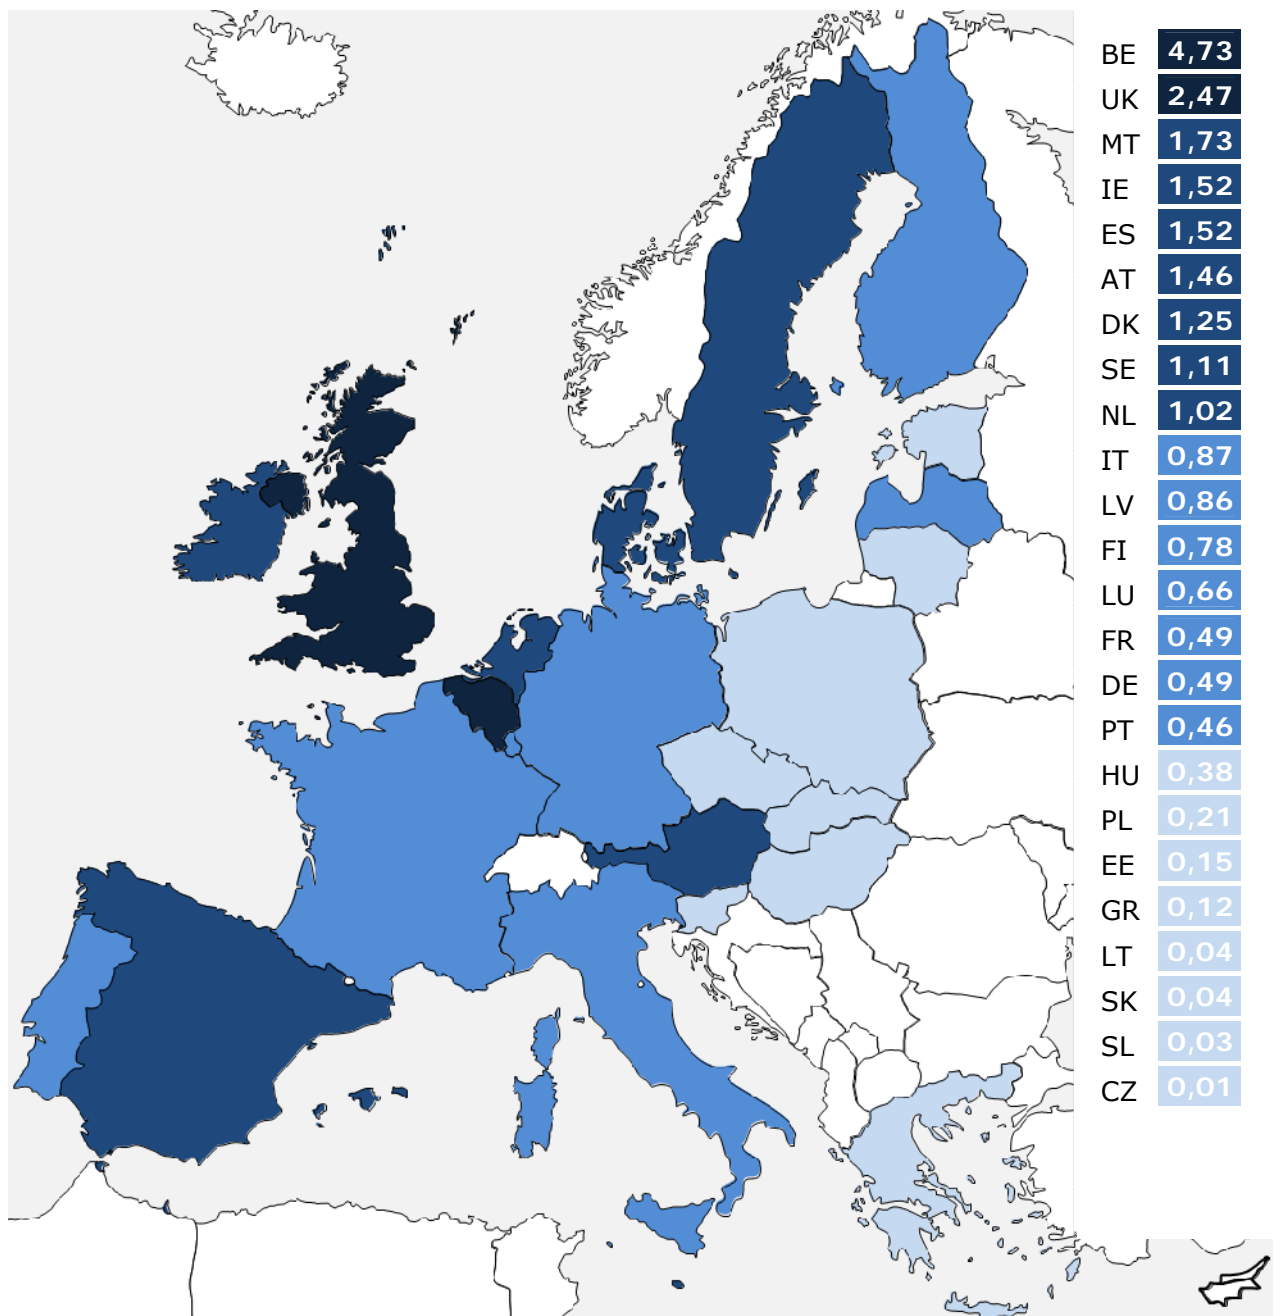 BE 4,73
UK 2,47
MT 1,73
IE 1,52
ES 1,52
AT 1,46
DK 1,25
SE 1,11
NL 1,02
IT 0,87
LV 0,86
FI 0,78
LU 0,66
FR 0,49
DE 0,49
PT 0,46
HU 0,38
PL 0,21
EE 0,15
GR 0,12
LT 0,04
SK 0,04
SL 0,03
CZ 0,01